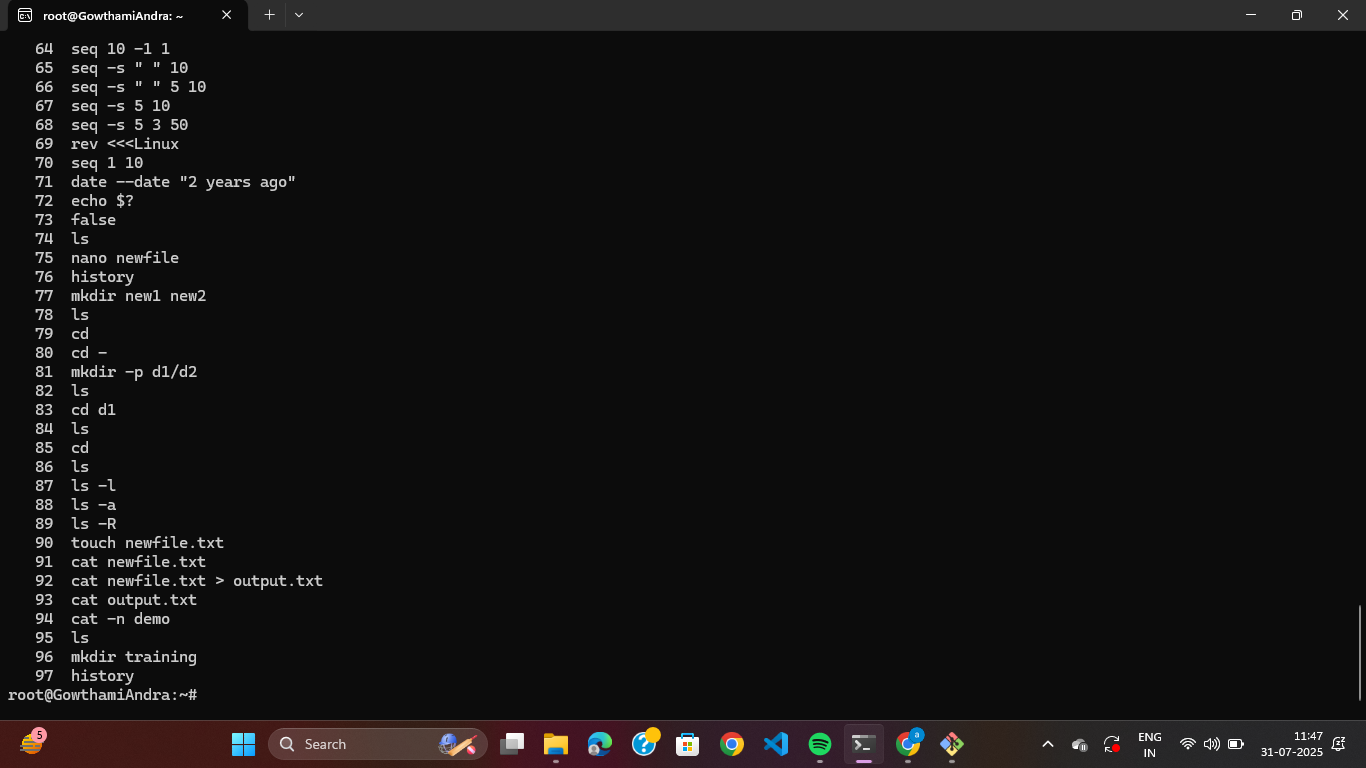 root@GowthamiAndra: ~
64 seq 10 -1 1
65 seq -s " " 10
66 seq -s " " 5 10
67 seq -s 5 10
68 seq -s 5 3 50
69 rev <<<Linux
70 seq 1 10
71 date --date "2 years ago"
72 echo $?
73 false
74 ls
75 nano newfile
76 history
77 mkdir new1 new2
78 ls
79 cd
80 cd -
81 mkdir -p d1/d2
82 ls
83 cd d1
84 ls
85 cd
86 ls
87 ls -l
88 ls -a
89 ls -R
90 touch newfile.txt
91 cat newfile.txt
92 cat newfile.txt > output.txt
93 cat output.txt
94 cat -n demo
95 ls
96 mkdir training
97 history
root@GowthamiAndra:~#
5
Search
a
ENG
IN
11:47
31-07-2025